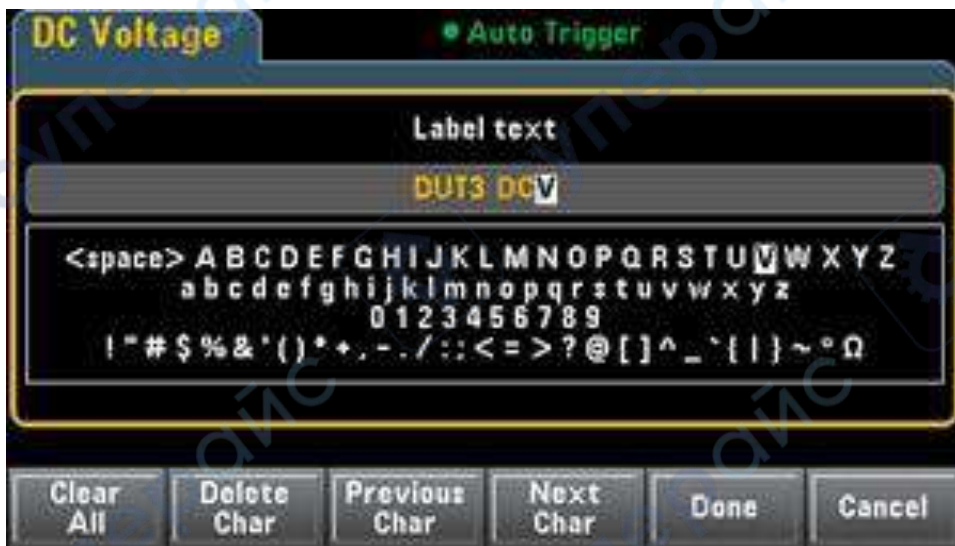 DC Voltage
Auto Trigger
Label text
DUT3 DCV
<space> A B C D E F G H I J K L M N O P Q R S T U V W X Y Z
a b c d e f g h i j k l m n o p q r s t u v w x y z
0 1 2 3 4 5 6 7 8 9
! " # $ % & ' ( ) * + , - . / : ; < = > ? @ [ ] ^ _ ` { | } ~ ° Ω
Clear All
Delete Char
Previous Char
Next Char
Done
Cancel